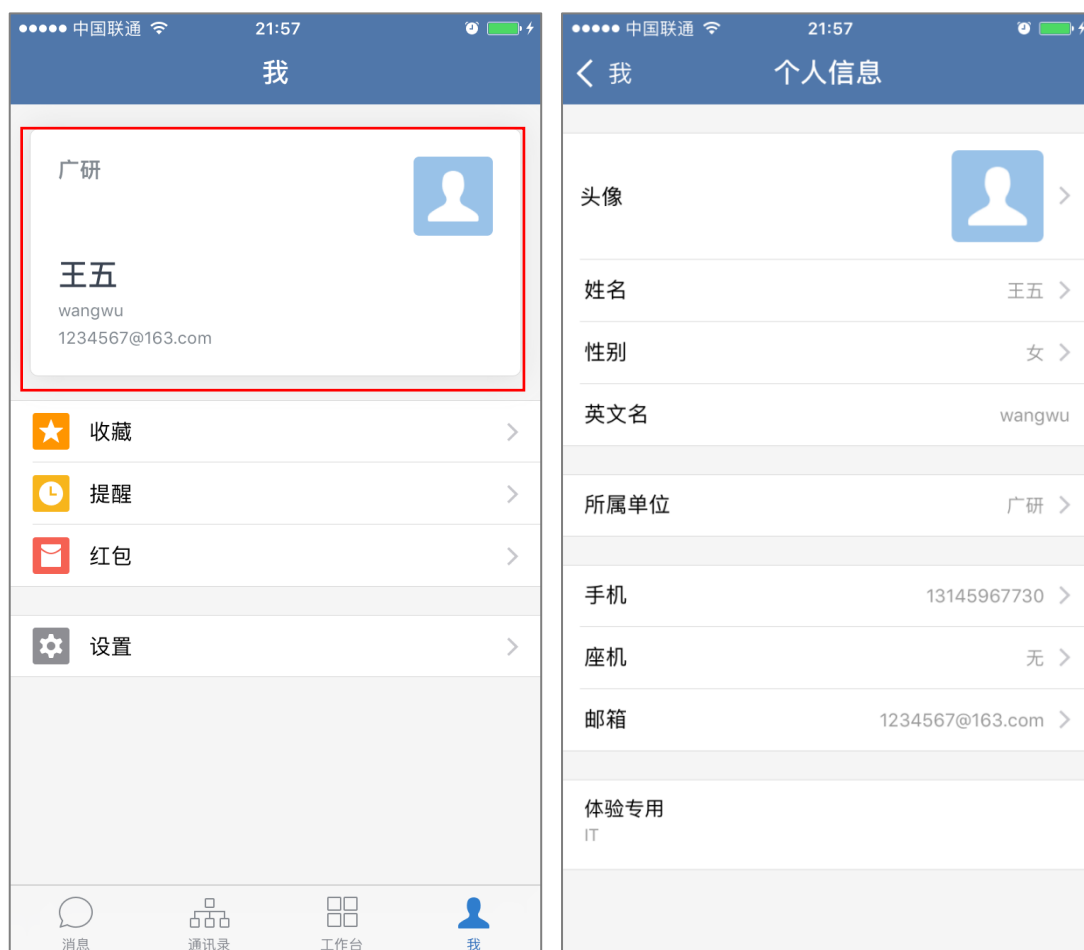 中国联通 21:57
我
广研
王五
wangwu
1234567@163.com
收藏
提醒
红包
设置
消息 通讯录 工作台 我
中国联通 21:57
我 个人信息
头像
姓名 王五
性别 女
英文名 wangwu
所属单位 广研
手机 13145967730
座机 无
邮箱 1234567@163.com
体验专用
IT